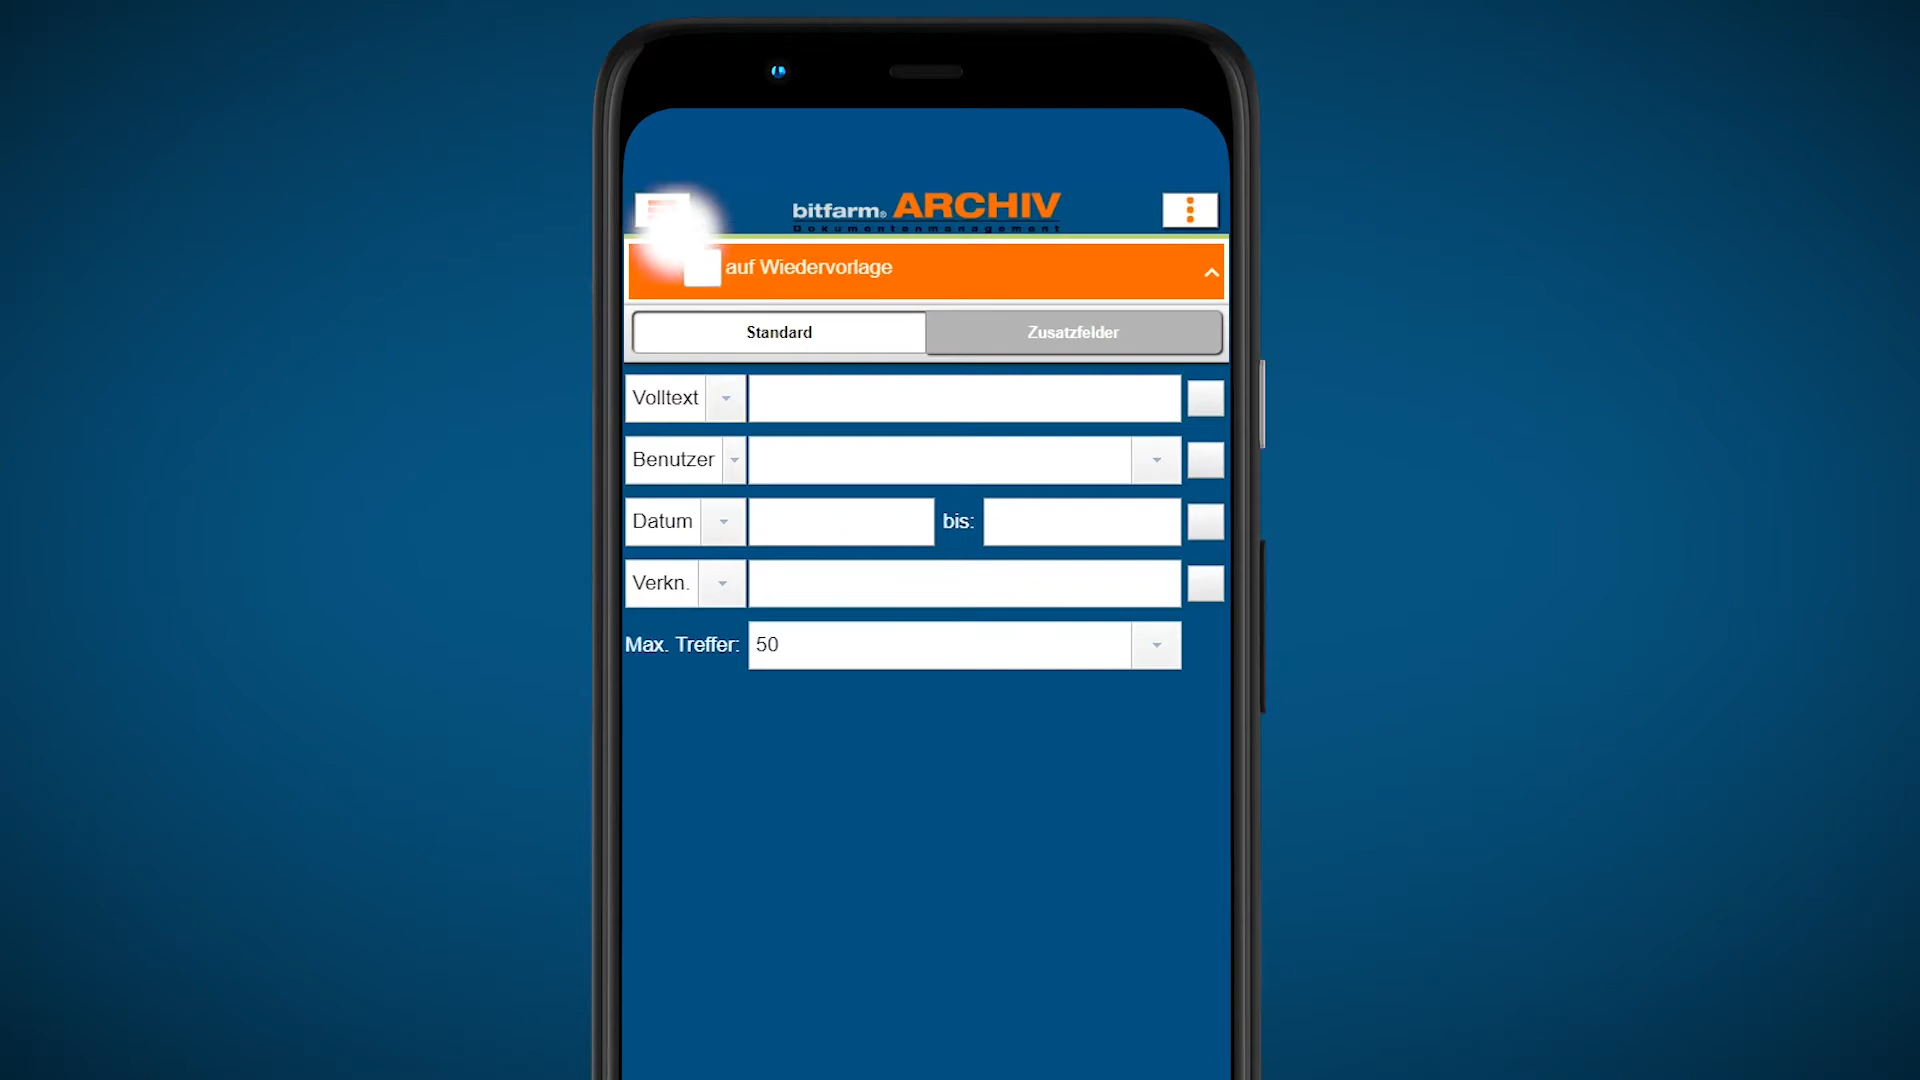 bitfarm® ARCHIV
Dokumentenmanagement
auf Wiedervorlage
Standard
Zusatzfelder
Volltext
Benutzer
Datum
bis:
Verkn.
Max. Treffer:
50